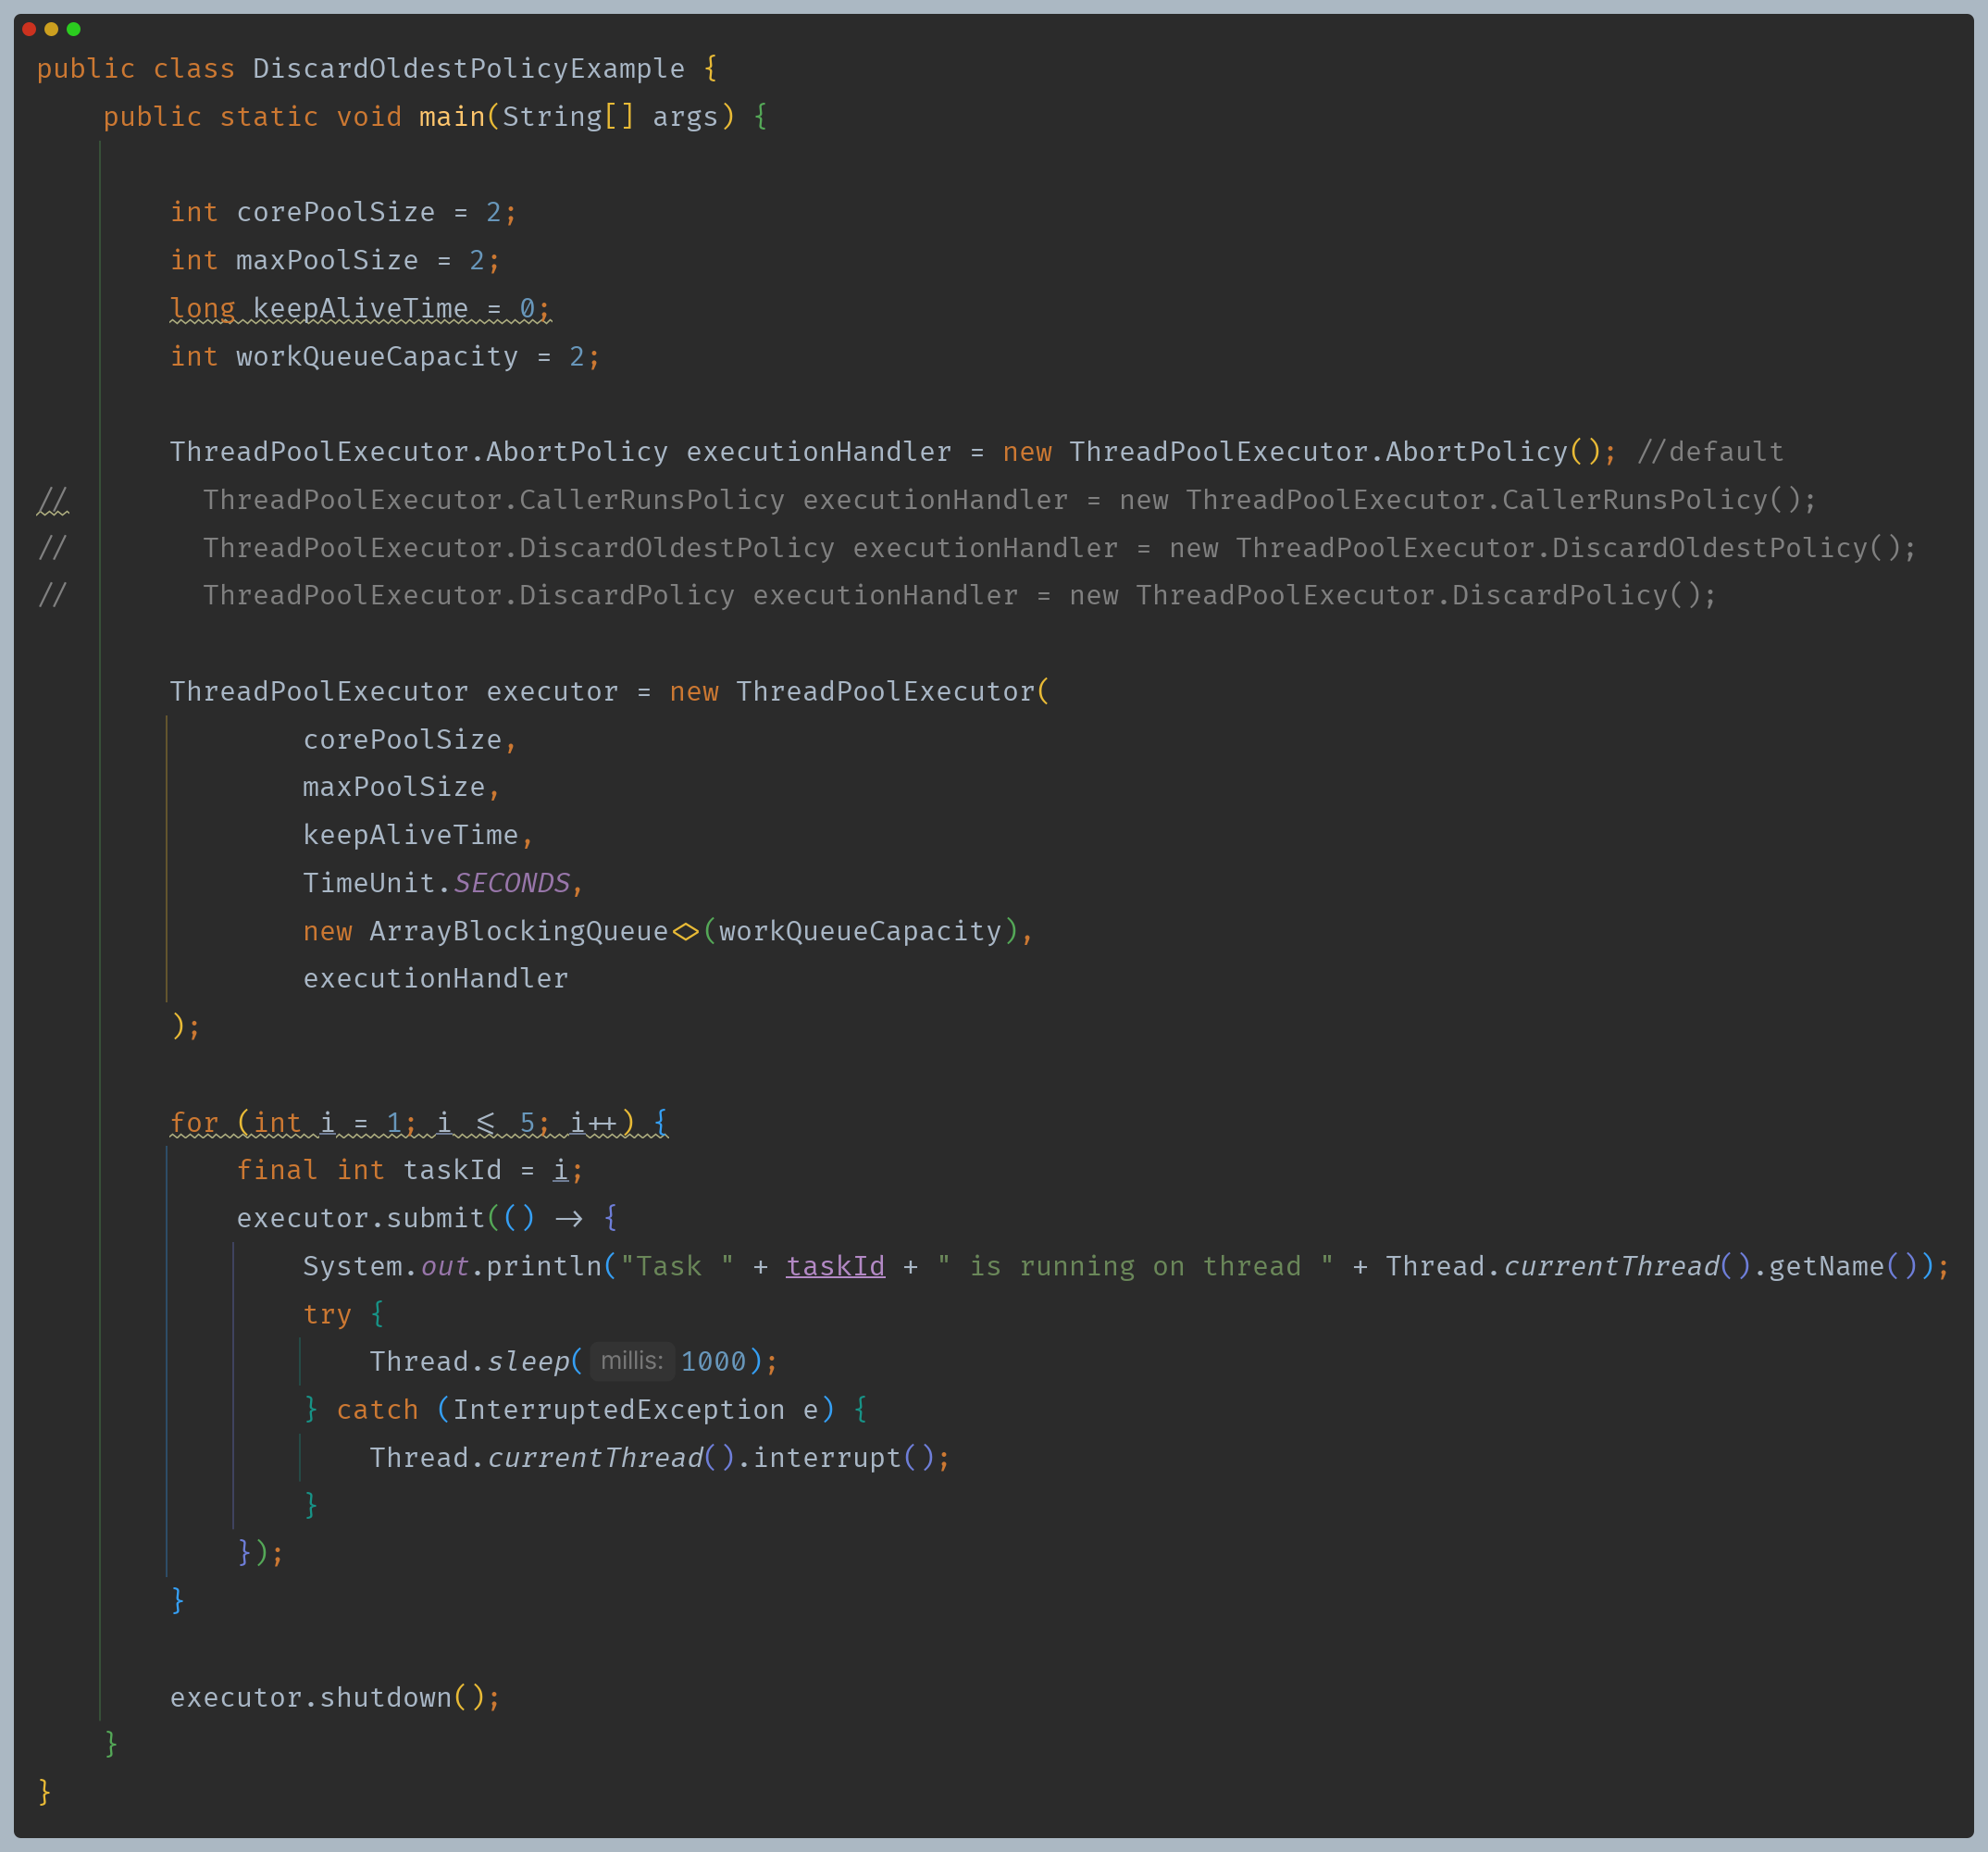 public class DiscardOldestPolicyExample {
    public static void main(String[] args) {

        int corePoolSize = 2;
        int maxPoolSize = 2;
        long keepAliveTime = 0;
        int workQueueCapacity = 2;

        ThreadPoolExecutor.AbortPolicy executionHandler = new ThreadPoolExecutor.AbortPolicy(); //default
//        ThreadPoolExecutor.CallerRunsPolicy executionHandler = new ThreadPoolExecutor.CallerRunsPolicy();
//        ThreadPoolExecutor.DiscardOldestPolicy executionHandler = new ThreadPoolExecutor.DiscardOldestPolicy();
//        ThreadPoolExecutor.DiscardPolicy executionHandler = new ThreadPoolExecutor.DiscardPolicy();

        ThreadPoolExecutor executor = new ThreadPoolExecutor(
                corePoolSize,
                maxPoolSize,
                keepAliveTime,
                TimeUnit.SECONDS,
                new ArrayBlockingQueue<>(workQueueCapacity),
                executionHandler
        );

        for (int i = 1; i <= 5; i++) {
            final int taskId = i;
            executor.submit(() -> {
                System.out.println("Task " + taskId + " is running on thread " + Thread.currentThread().getName());
                try {
                    Thread.sleep( millis: 1000);
                } catch (InterruptedException e) {
                    Thread.currentThread().interrupt();
                }
            });
        }

        executor.shutdown();
    }
}